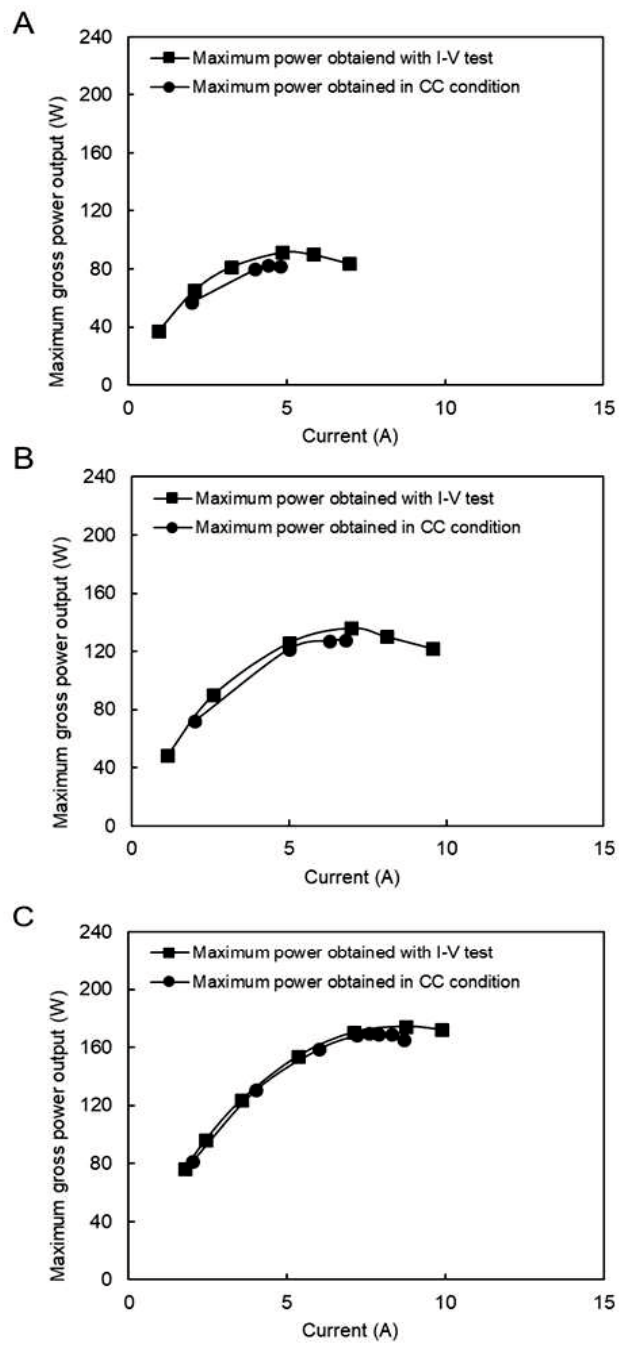 A
240
200
160
120
80
40
0
Maximum gross power output (W)
Maximum power obtaiend with I-V test
Maximum power obtained in CC condition
0 5 10 15
Current (A)
B
240
200
160
120
80
40
0
Maximum gross power output (W)
Maximum power obtained with I-V test
Maximum power obtained in CC condition
0 5 10 15
Current (A)
C
240
200
160
120
80
40
0
Maximum gross power output (W)
Maximum power obtained with I-V test
Maximum power obtained in CC condition
0 5 10 15
Current (A)